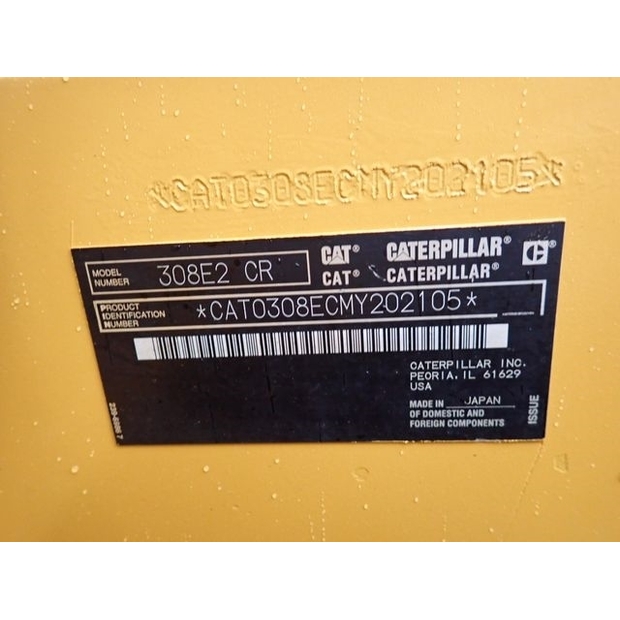 *CAT0308ECMY202105*
MODEL NUMBER 308E2 CR
CAT® CATERPILLAR®
CAT® CATERPILLAR®
PRODUCT IDENTIFICATION NUMBER *CAT0308ECMY202105*
CATERPILLAR INC.
PEORIA, IL 61629
USA
MADE IN JAPAN
OF DOMESTIC AND
FOREIGN COMPONENTS
ISSUE